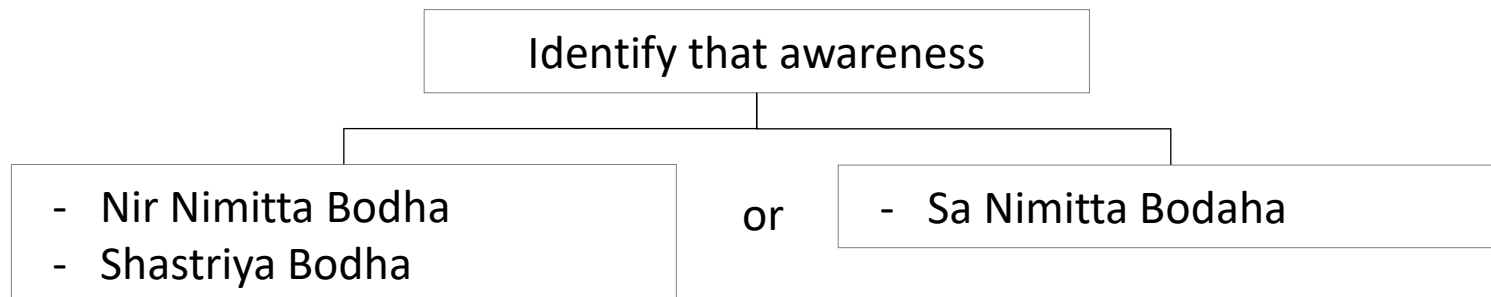 Identify that awareness
- Nir Nimitta Bodha
- Shastriya Bodha
or
- Sa Nimitta Bodaha